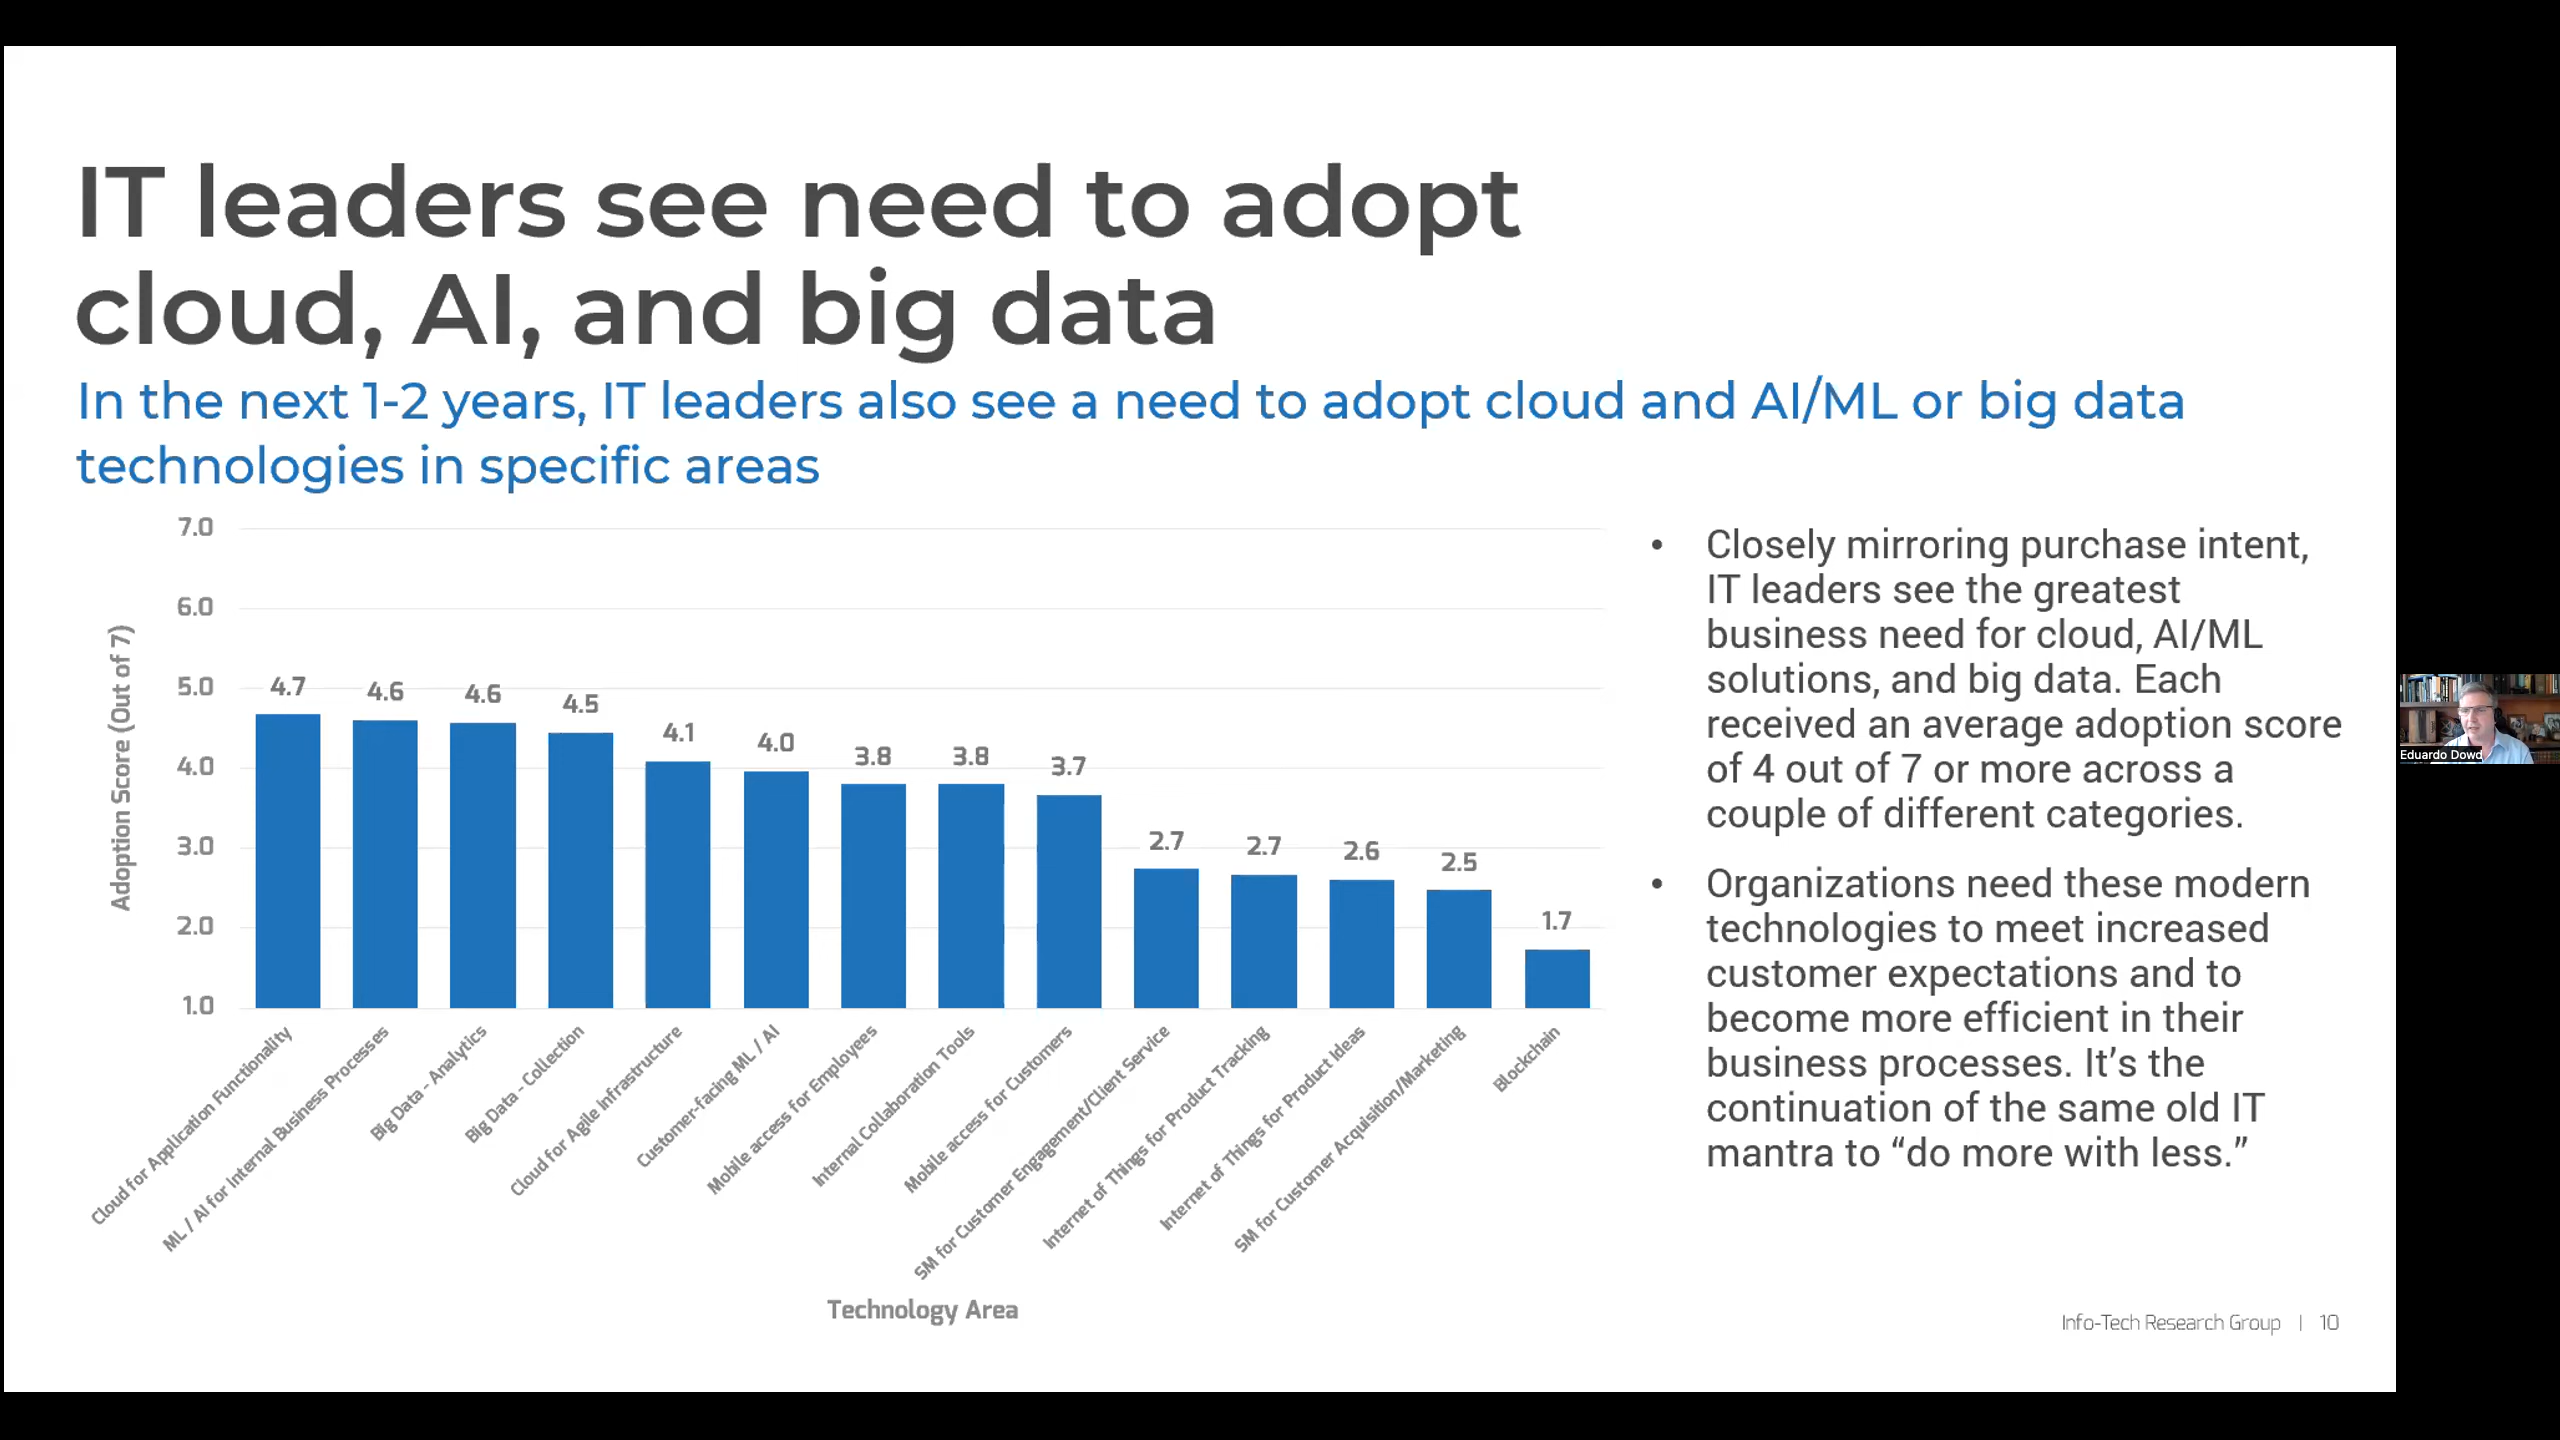 IT leaders see need to adopt
cloud, AI, and big data
In the next 1-2 years, IT leaders also see a need to adopt cloud and AI/ML or big data
technologies in specific areas
Adoption Score (Out of 7)
7.0
6.0
5.0
4.0
3.0
2.0
1.0
4.7
4.6
4.6
4.5
4.1
4.0
3.8
3.8
3.7
2.7
2.7
2.6
2.5
1.7
Cloud for Application Functionality
ML / AI for Internal Business Processes
Big Data - Analytics
Big Data - Collection
Cloud for Agile infrastructure
Customer-facing ML / AI
Mobile access for Employees
Internal Collaboration Tools
Mobile access for Customers
SM for Customer Engagement/Client Service
Internet of Things for Product Tracking
Internet of Things for Product Ideas
SM for Customer Acquisition/Marketing
Blockchain
Technology Area
• Closely mirroring purchase intent,
IT leaders see the greatest
business need for cloud, AI/ML
solutions, and big data. Each
received an average adoption score
of 4 out of 7 or more across a
couple of different categories.
• Organizations need these modern
technologies to meet increased
customer expectations and to
become more efficient in their
business processes. It’s the
continuation of the same old IT
mantra to “do more with less.”
Info-Tech Research Group | 10
Eduardo Dowd